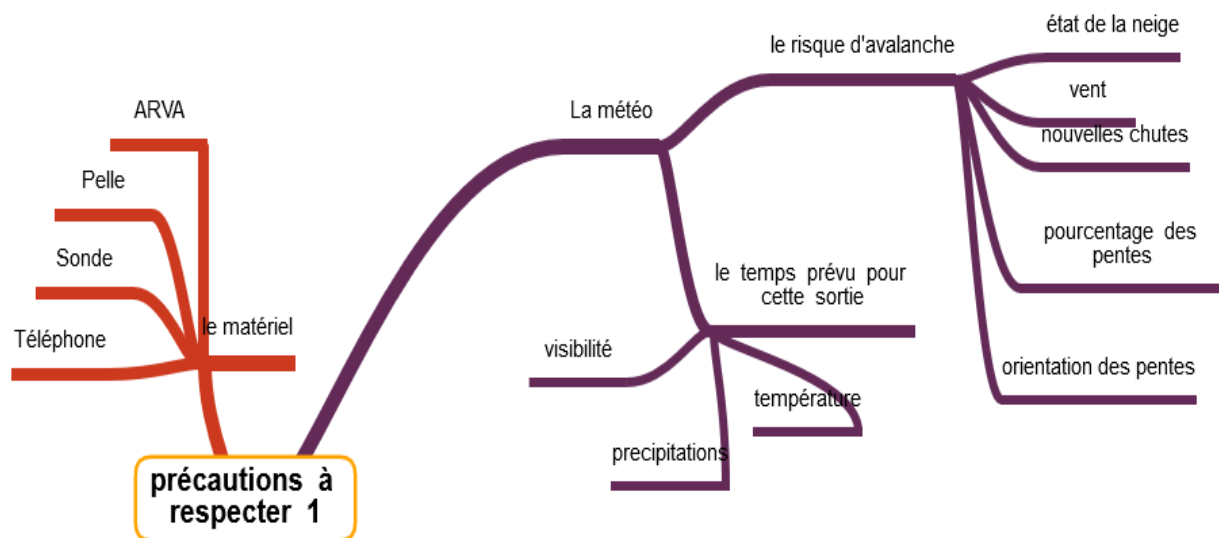 état de la neige
le risque d'avalanche
vent
ARVA
La météo
nouvelles chutes
Pelle
pourcentage des
pentes
Sonde
le temps prévu pour
cette sortie
Téléphone
le matériel
visibilité
orientation des pentes
température
precipitations
précautions à
respecter 1